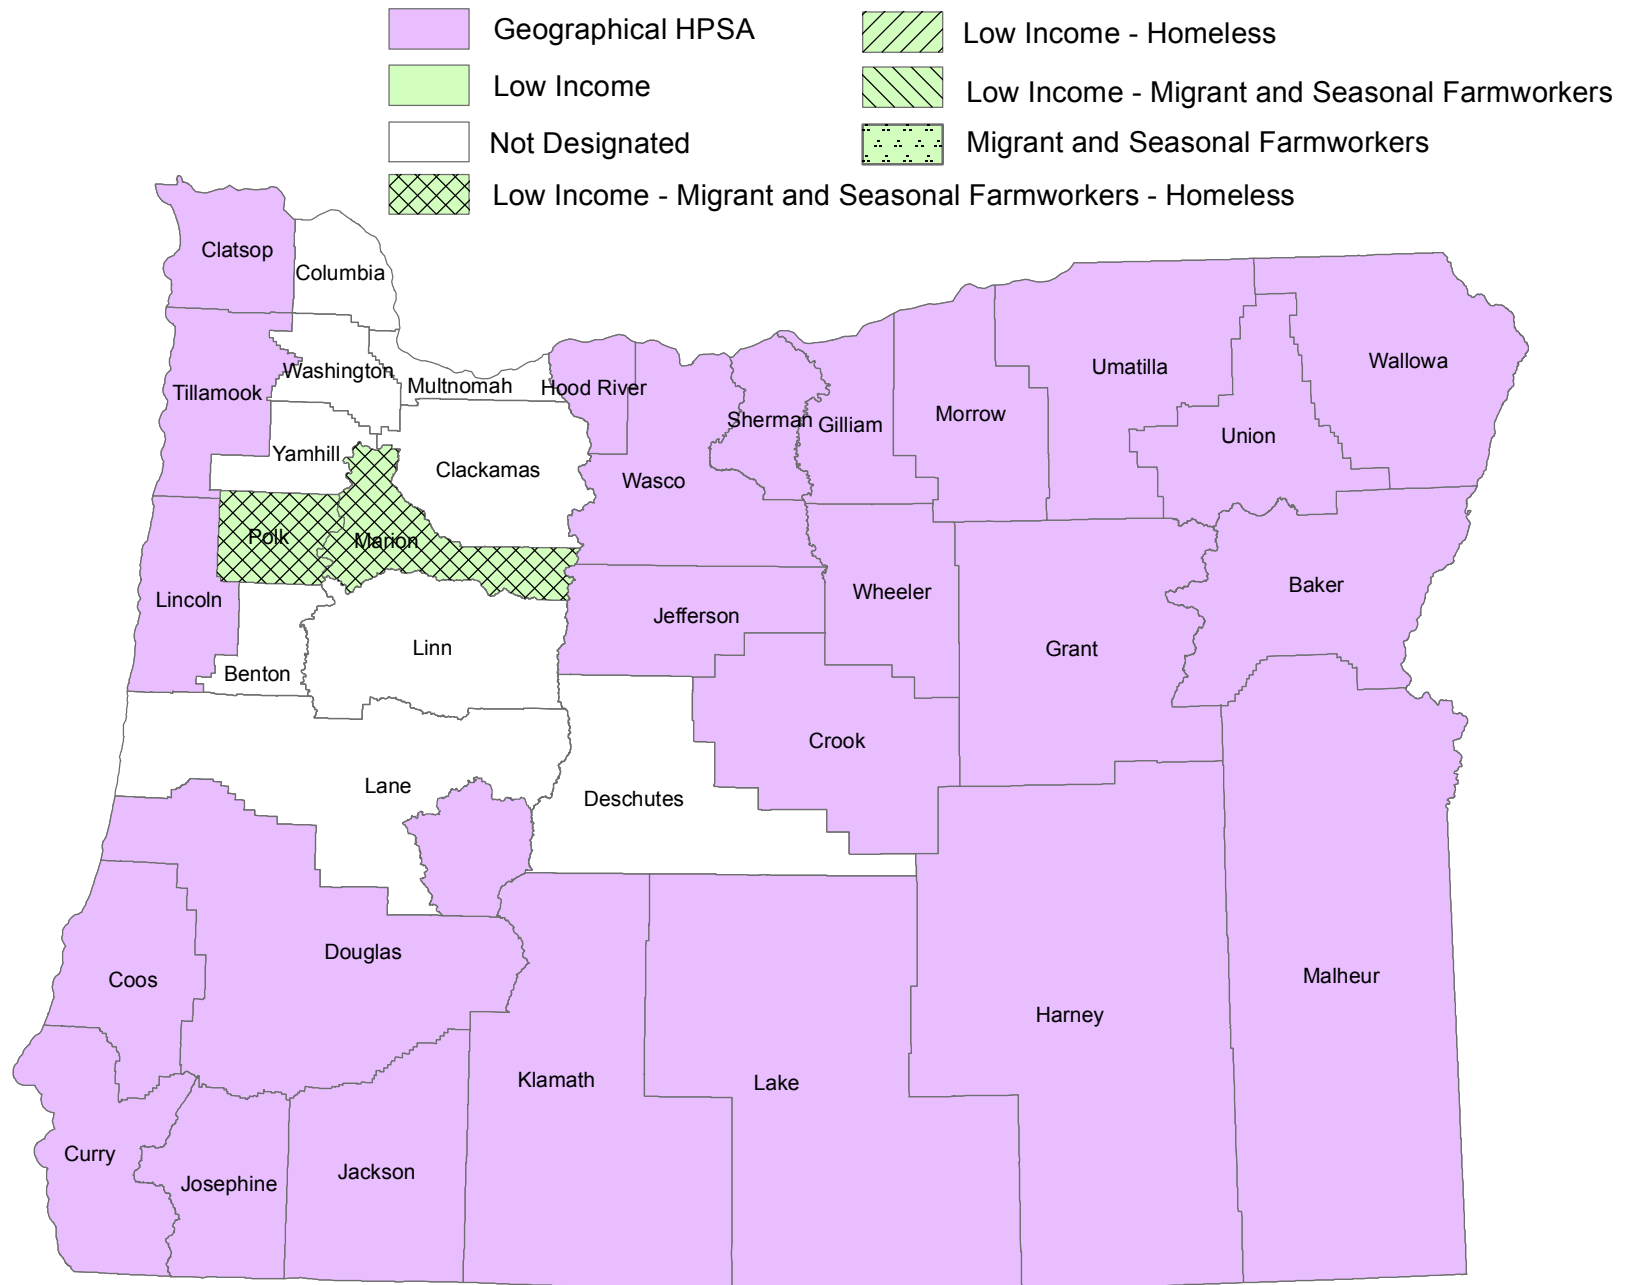 Geographical HPSA
Low Income - Homeless
Low Income
Low Income - Migrant and Seasonal Farmworkers
Not Designated
Migrant and Seasonal Farmworkers
Low Income - Migrant and Seasonal Farmworkers - Homeless
Clatsop
Columbia
Washington
Tillamook
Multnomah
Hood River
Umatilla
Wallowa
Sherman
Gilliam
Morrow
Union
Yamhill
Clackamas
Wasco
Polk
Marion
Lincoln
Jefferson
Wheeler
Baker
Linn
Grant
Benton
Crook
Lane
Deschutes
Douglas
Coos
Malheur
Harney
Klamath
Lake
Curry
Josephine
Jackson